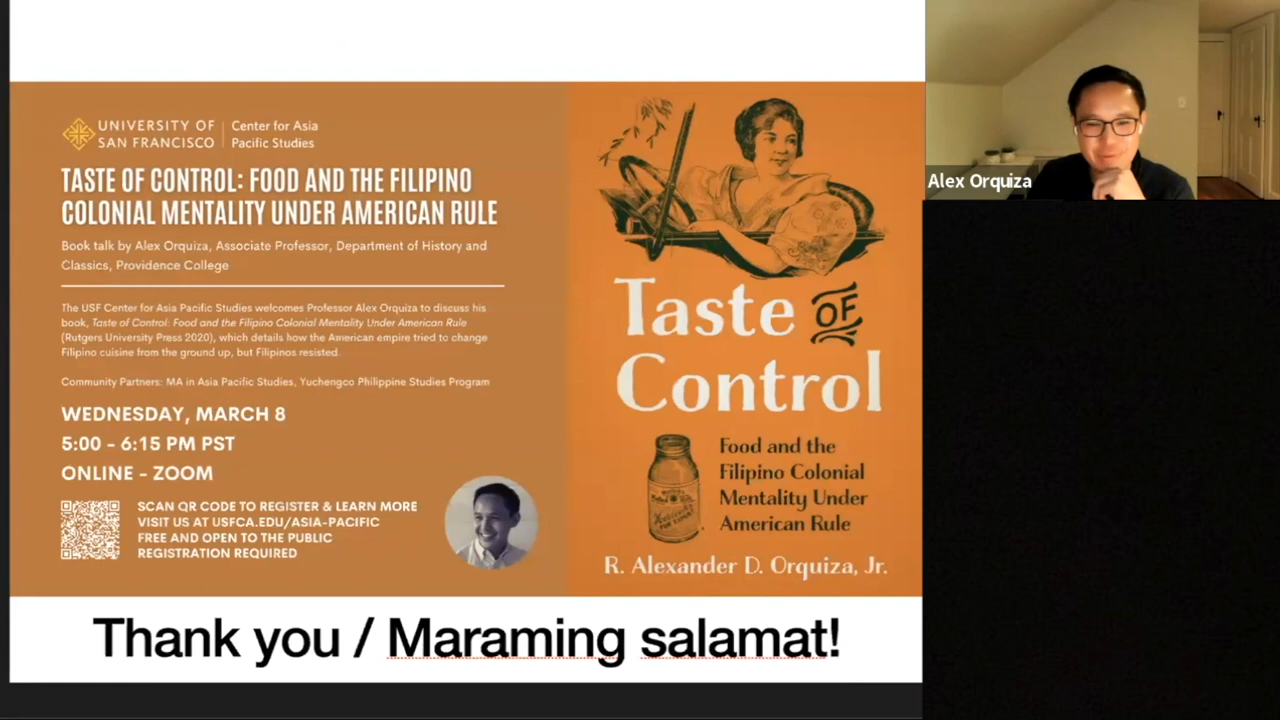 UNIVERSITY OF
SAN FRANCISCO
Center for Asia
Pacific Studies
TASTE OF CONTROL: FOOD AND THE FILIPINO
COLONIAL MENTALITY UNDER AMERICAN RULE
Book talk by Alex Orquiza, Associate Professor, Department of History and
Classics, Providence College
The USF Center for Asia Pacific Studies welcomes Professor Alex Orquiza to discuss his
book, Taste of Control: Food and the Filipino Colonial Mentality Under American Rule
(Rutgers University Press 2020), which details how the American empire tried to change
Filipino cuisine from the ground up, but Filipinos resisted.
Community Partners: MA in Asia Pacific Studies, Yuchengco Philippine Studies Program
WEDNESDAY, MARCH 8
5:00 - 6:15 PM PST
ONLINE - ZOOM
SCAN QR CODE TO REGISTER & LEARN MORE
VISIT US AT USFCA.EDU/ASIA-PACIFIC
FREE AND OPEN TO THE PUBLIC
REGISTRATION REQUIRED
Taste OF
Control
Food and the
Filipino Colonial
Mentality Under
American Rule
R. Alexander D. Orquiza, Jr.
Thank you / Maraming salamat!
Alex Orquiza